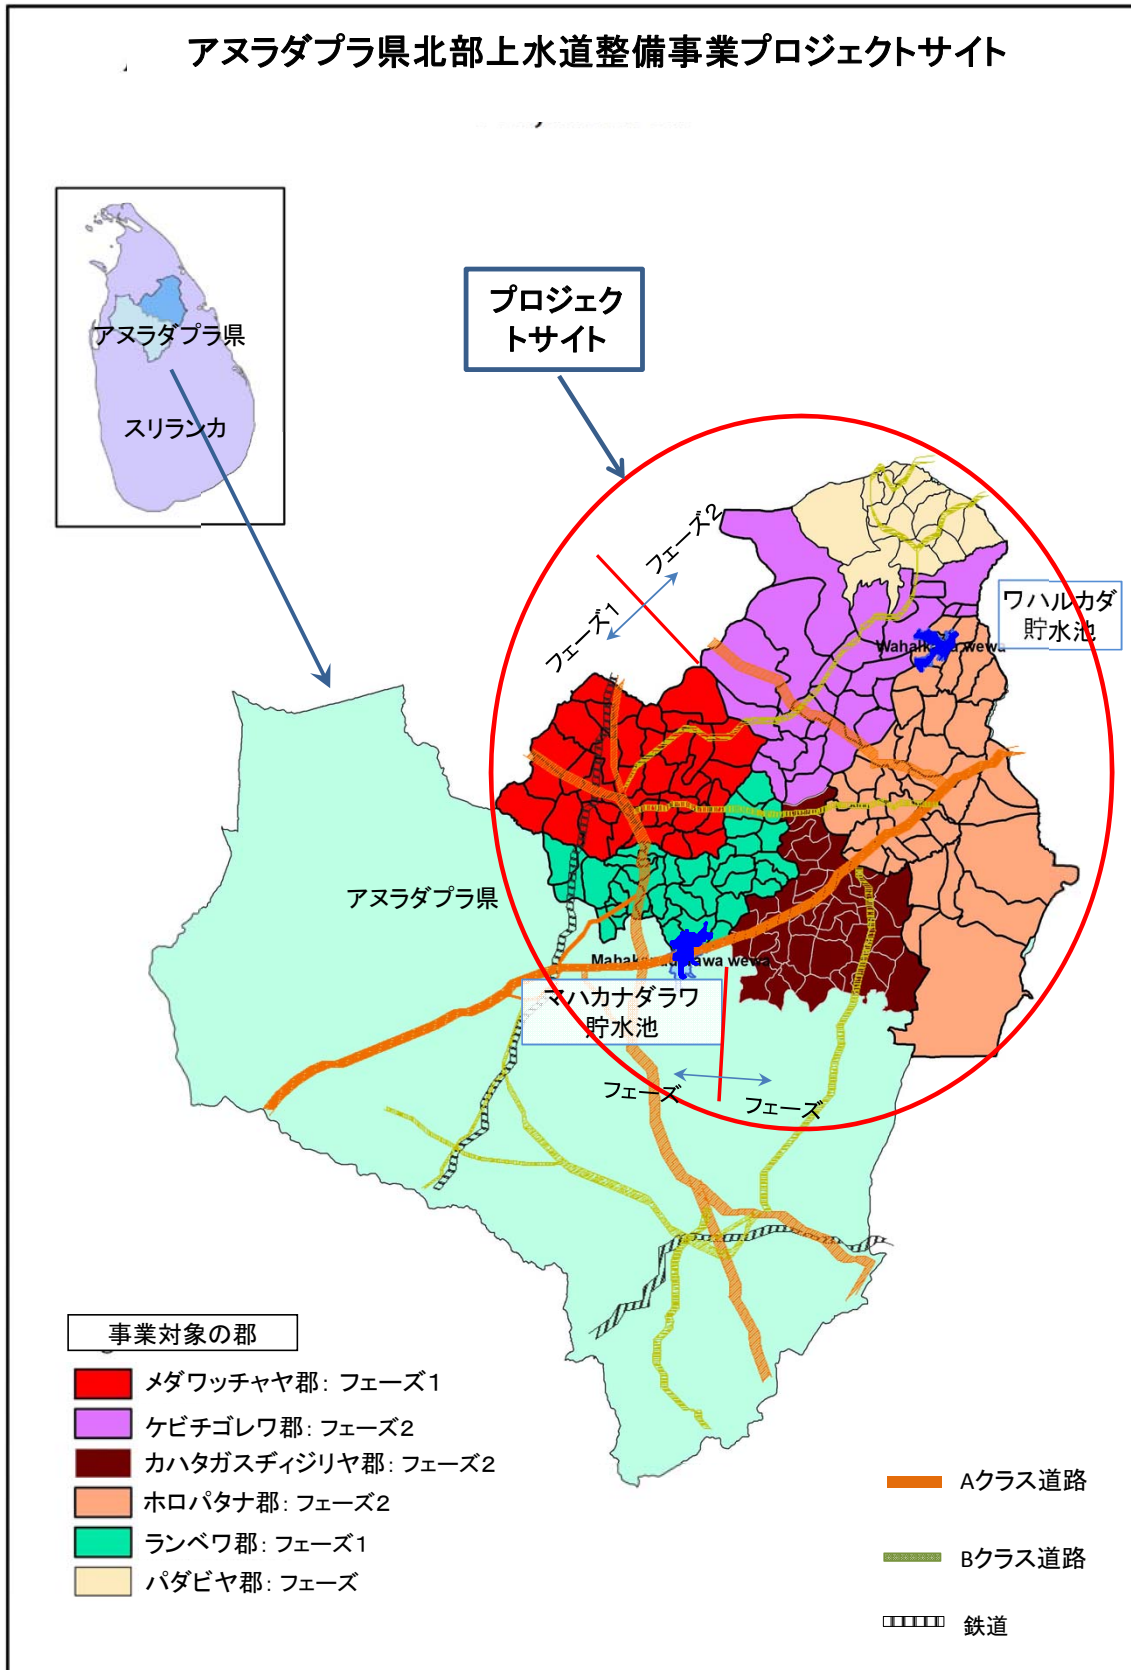 アヌラダプラ県北部上水道整備事業プロジェクトサイト
アヌラダプラ県
スリランカ
プロジェク
トサイト
フェーズ2
フェーズ1
ワハルカダ
貯水池
アヌラダプラ県
マハカナダラワ
貯水池
フェーズ
フェーズ
事業対象の郡
メダワッチャヤ郡：フェーズ1
ケビチゴレワ郡：フェーズ2
カハタガスディジリヤ郡：フェーズ2
ホロパタナ郡：フェーズ2
ランベワ郡：フェーズ1
パダビヤ郡：フェーズ
Aクラス道路
Bクラス道路
鉄道